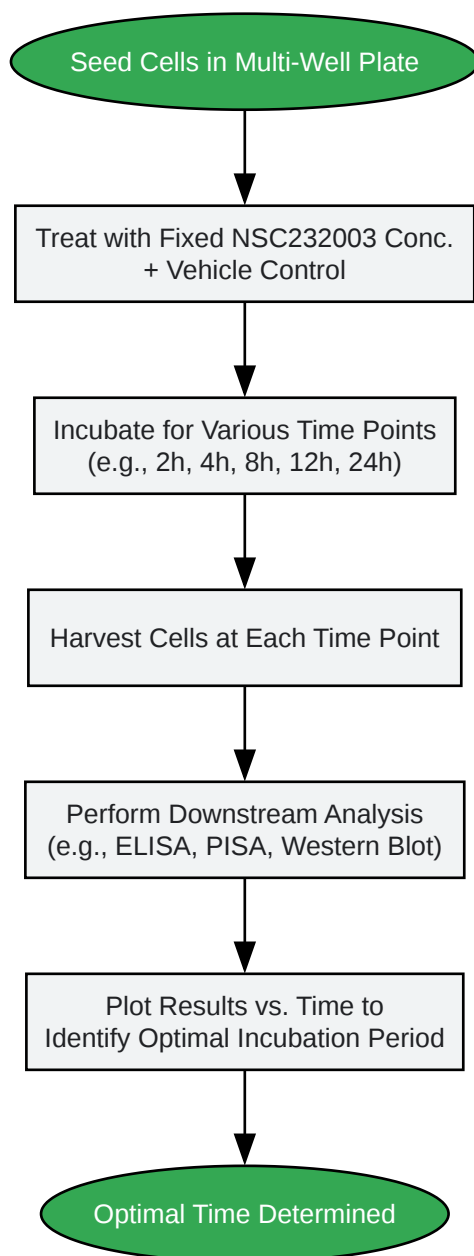 Seed Cells in Multi-Well Plate
Treat with Fixed NSC232003 Conc.
+ Vehicle Control
Incubate for Various Time Points
(e.g., 2h, 4h, 8h, 12h, 24h)
Harvest Cells at Each Time Point
Perform Downstream Analysis
(e.g., ELISA, PISA, Western Blot)
Plot Results vs. Time to
Identify Optimal Incubation Period
Optimal Time Determined